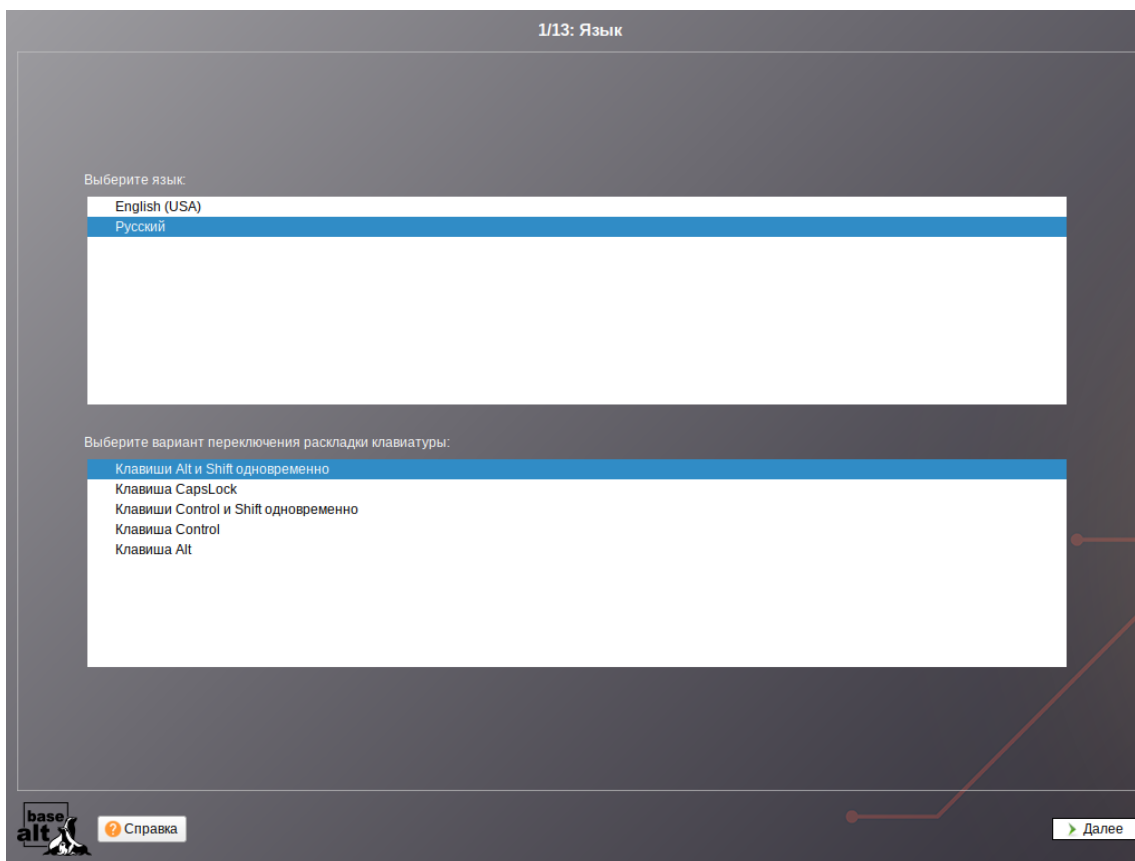 1/13: Язык
Выберите язык:
English (USA)
Русский
Выберите вариант переключения раскладки клавиатуры:
Клавиши Alt и Shift одновременно
Клавиша CapsLock
Клавиши Control и Shift одновременно
Клавиша Control
Клавиша Alt
base
alt
Справка
Далее